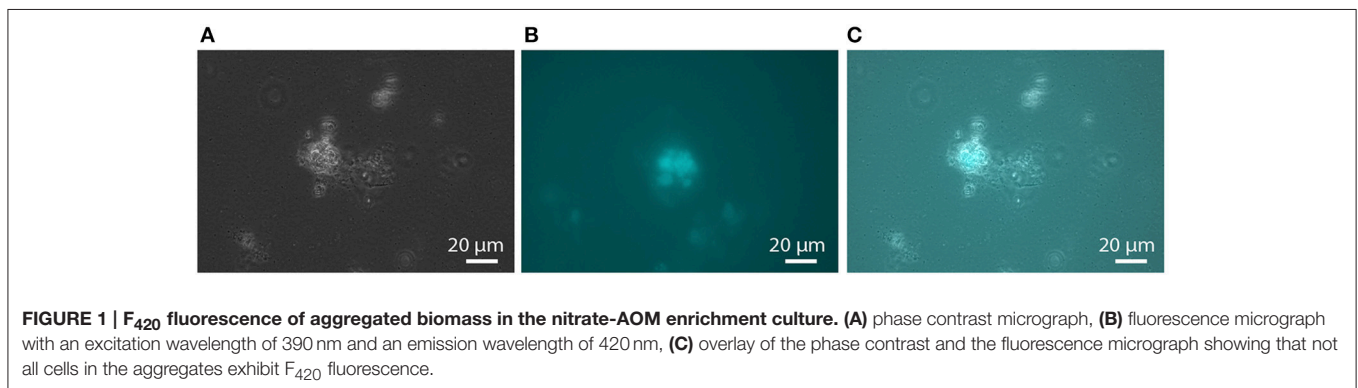 A
B
C
20 µm
20 µm
20 µm
FIGURE 1 | F420 fluorescence of aggregated biomass in the nitrate-AOM enrichment culture. (A) phase contrast micrograph, (B) fluorescence micrograph
with an excitation wavelength of 390 nm and an emission wavelength of 420 nm, (C) overlay of the phase contrast and the fluorescence micrograph showing that not
all cells in the aggregates exhibit F420 fluorescence.